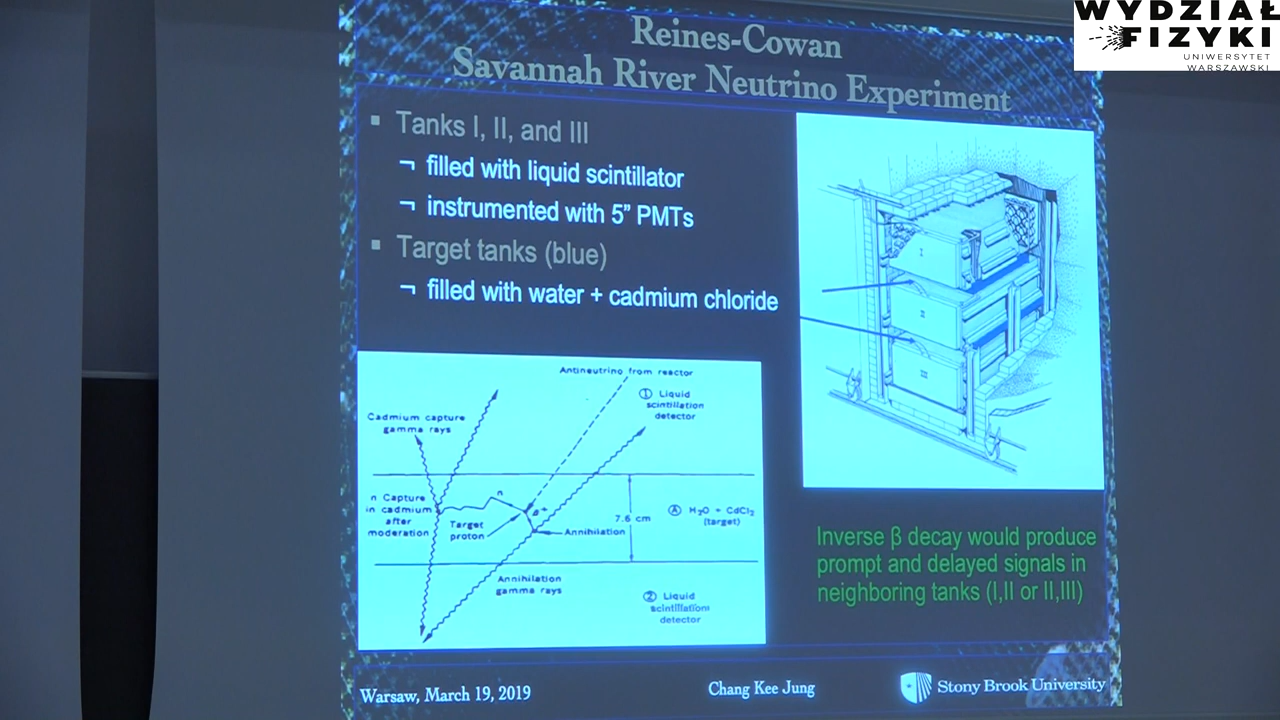 WYDZIAŁ
FIZYKI
UNIWERSYTET
WARSZAWSKI
Reines-Cowan
Savannah River Neutrino Experiment
▪ Tanks I, II, and III
¬ filled with liquid scintillator
¬ instrumented with 5” PMTs
▪ Target tanks (blue)
¬ filled with water + cadmium chloride
I
II
III
Antineutrino from reactor
① Liquid
scintillation
detector
Cadmium capture
gamma rays
n Capture
in cadmium
after
moderation
n
Target
proton
β+
Annihilation
7.6 cm
Ⓐ H₂O + CdCl₂
(target)
Annihilation
gamma rays
② Liquid
scintillation
detector
Inverse β decay would produce
prompt and delayed signals in
neighboring tanks (I,II or II,III)
Warsaw, March 19, 2019
Chang Kee Jung
Stony Brook University